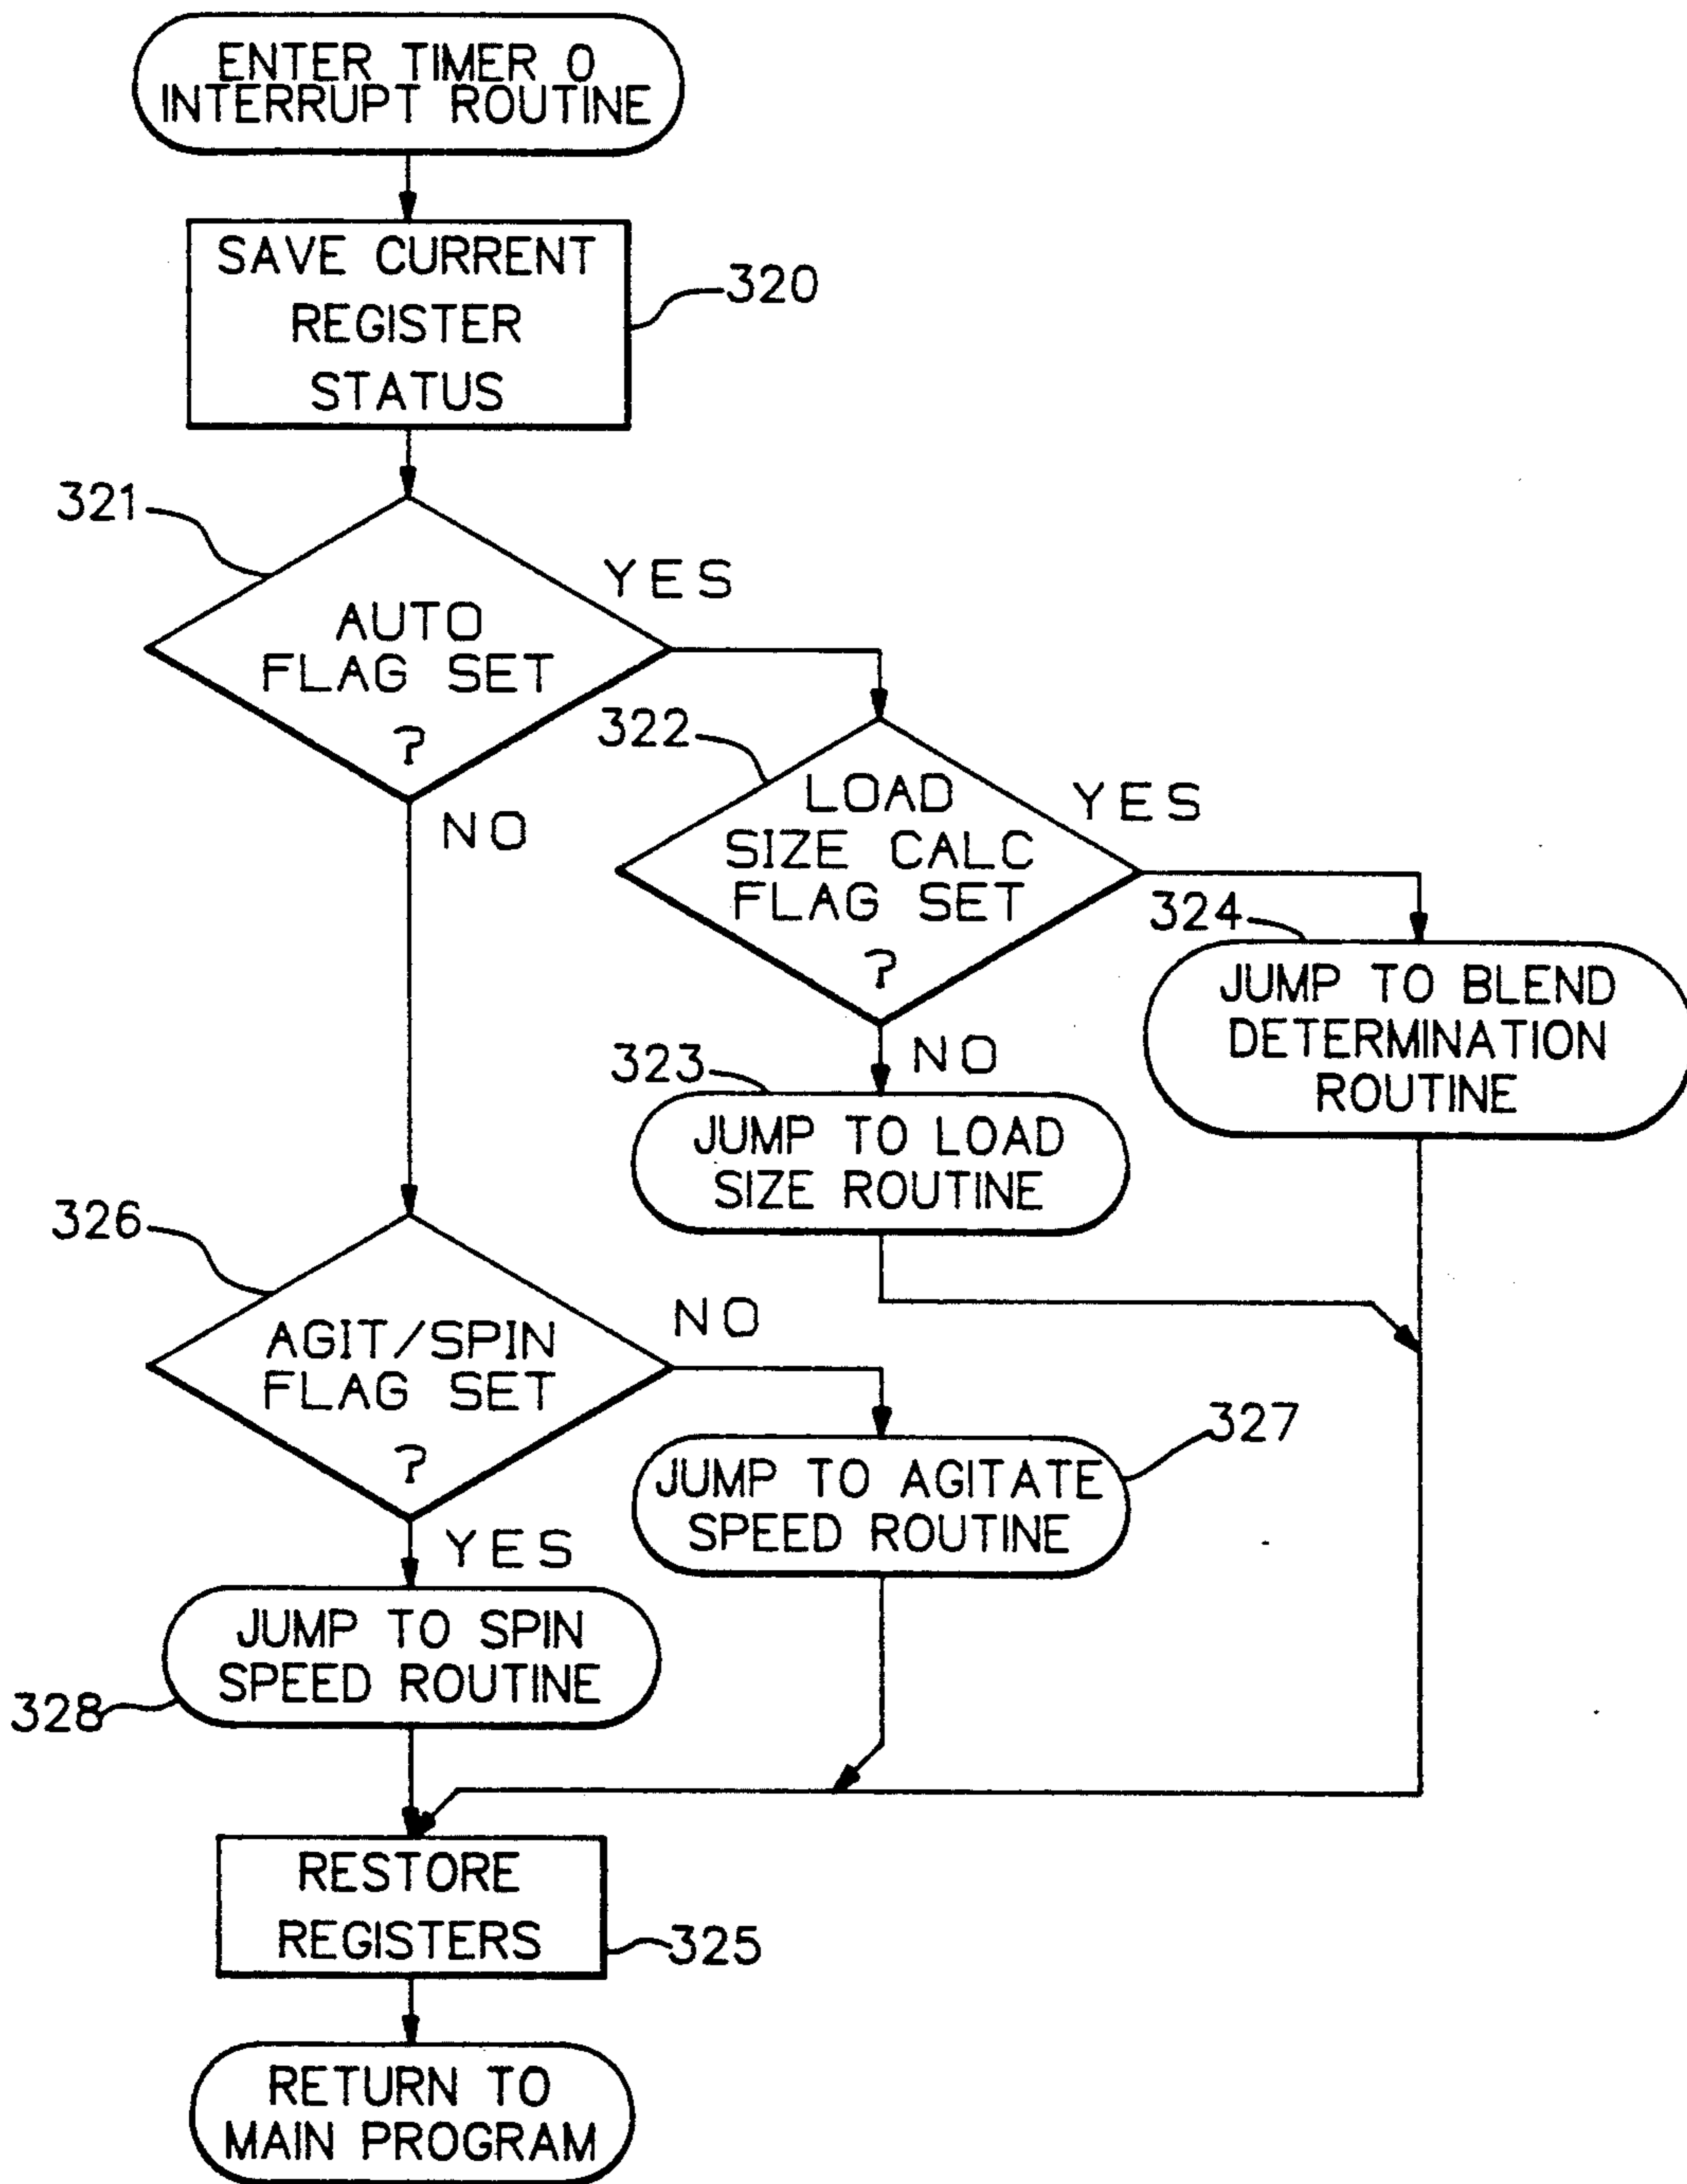 ENTER TIMER 0
INTERRUPT ROUTINE
SAVE CURRENT
REGISTER
STATUS
320
321
AUTO
FLAG SET
?
YES
NO
322
LOAD
SIZE CALC
FLAG SET
?
YES
NO
324
JUMP TO BLEND
DETERMINATION
ROUTINE
323
JUMP TO LOAD
SIZE ROUTINE
326
AGIT/SPIN
FLAG SET
?
NO
YES
327
JUMP TO AGITATE
SPEED ROUTINE
JUMP TO SPIN
SPEED ROUTINE
328
RESTORE
REGISTERS
325
RETURN TO
MAIN PROGRAM